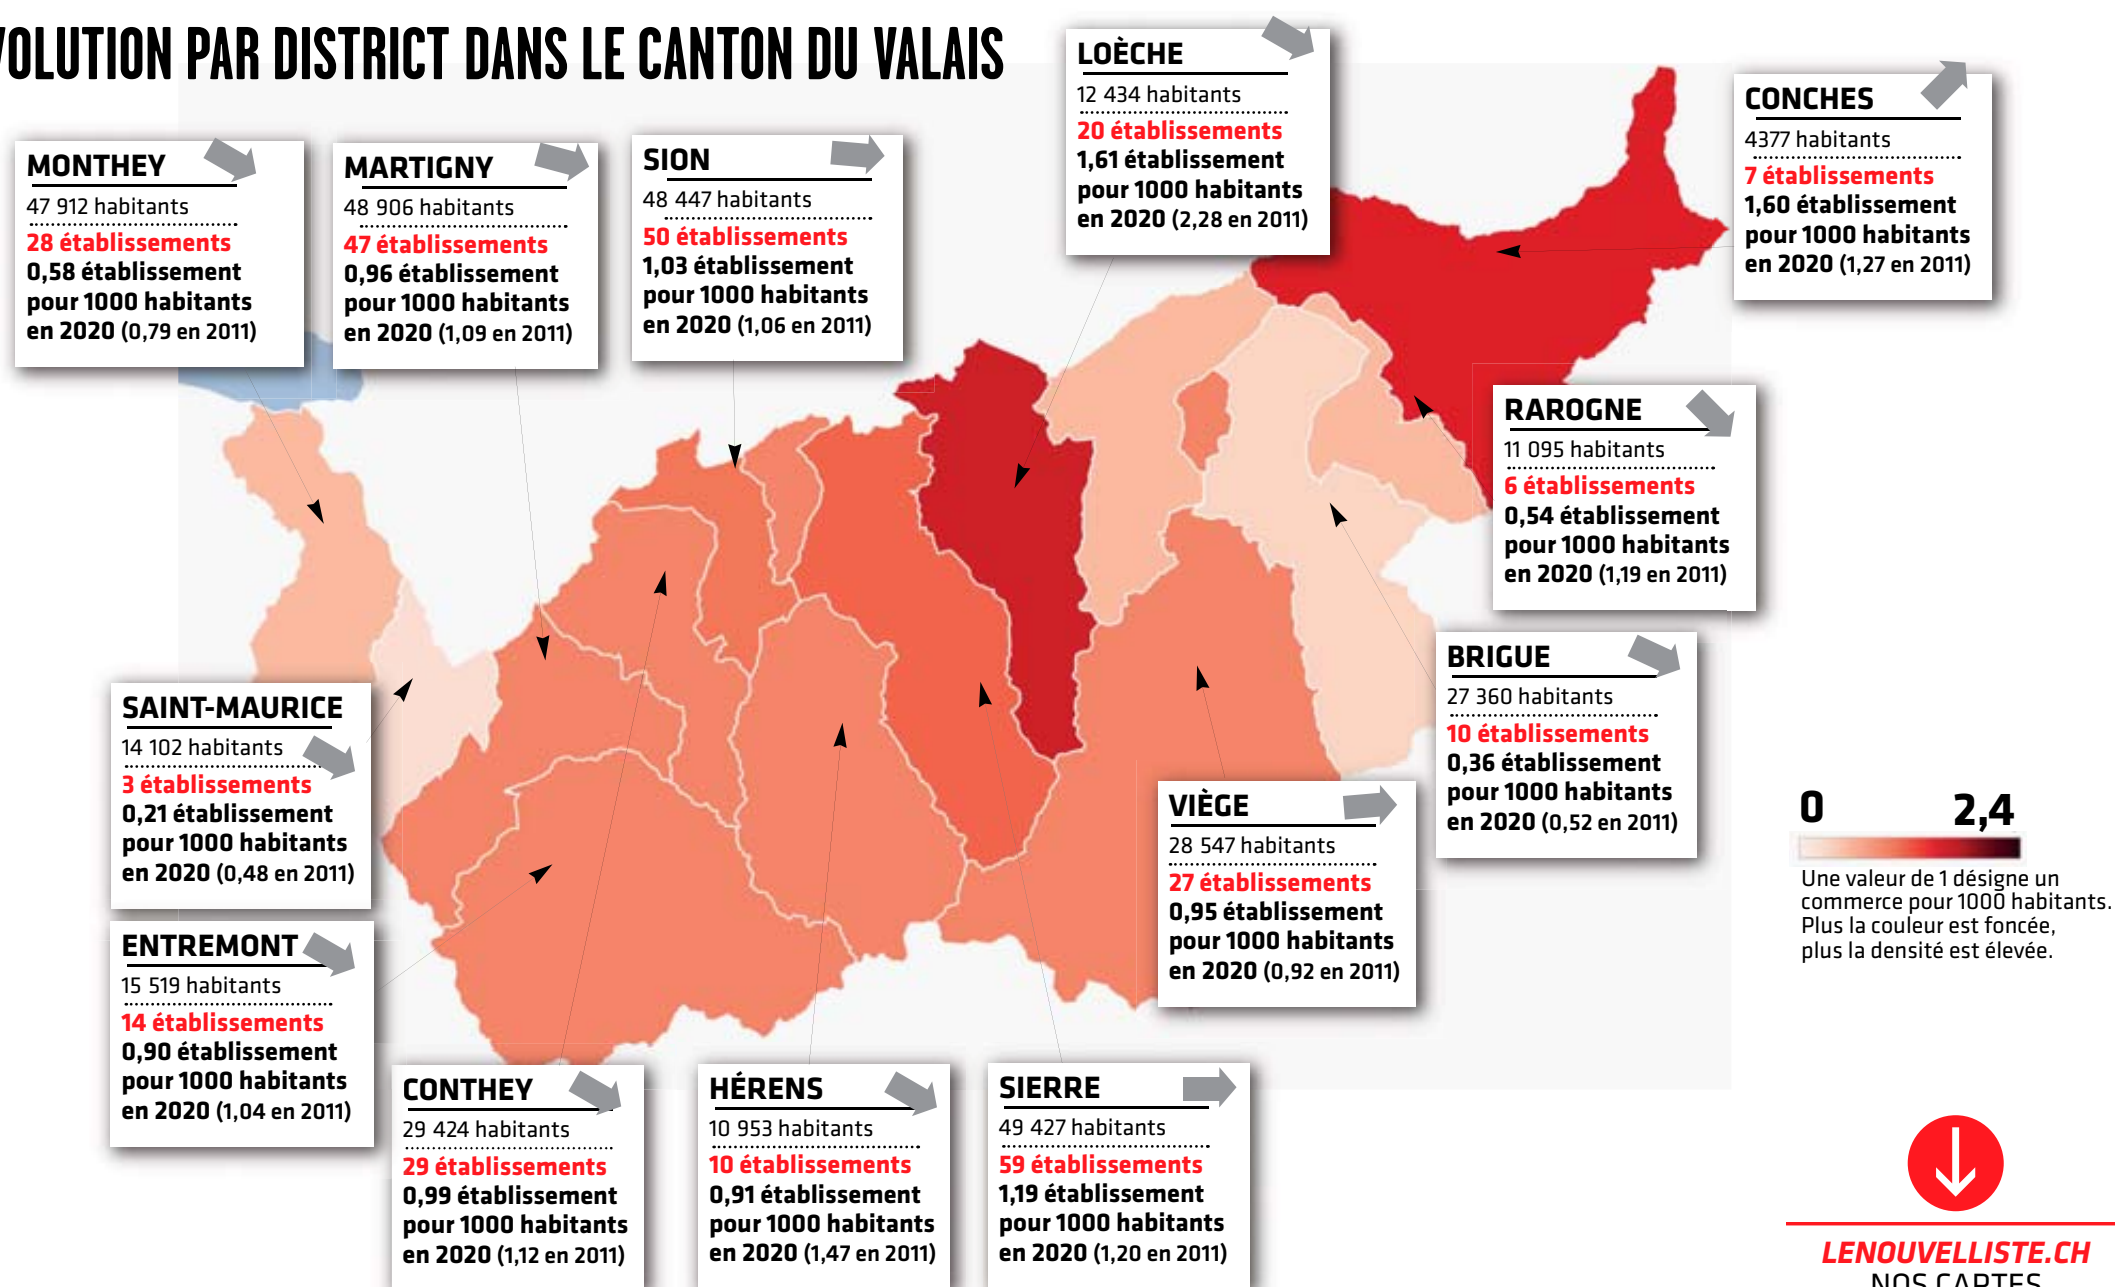 VOLUTION PAR DISTRICT DANS LE CANTON DU VALAIS
MONTHEY
47 912 habitants
28 établissements
0,58 établissement
pour 1000 habitants
en 2020 (0,79 en 2011)
MARTIGNY
48 906 habitants
47 établissements
0,96 établissement
pour 1000 habitants
en 2020 (1,09 en 2011)
SION
48 447 habitants
50 établissements
1,03 établissement
pour 1000 habitants
en 2020 (1,06 en 2011)
LOÈCHE
12 434 habitants
20 établissements
1,61 établissement
pour 1000 habitants
en 2020 (2,28 en 2011)
CONCHES
4377 habitants
7 établissements
1,60 établissement
pour 1000 habitants
en 2020 (1,27 en 2011)
RAROGNE
11 095 habitants
6 établissements
0,54 établissement
pour 1000 habitants
en 2020 (1,19 en 2011)
BRIGUE
27 360 habitants
10 établissements
0,36 établissement
pour 1000 habitants
en 2020 (0,52 en 2011)
SAINT-MAURICE
14 102 habitants
3 établissements
0,21 établissement
pour 1000 habitants
en 2020 (0,48 en 2011)
VIÈGE
28 547 habitants
27 établissements
0,95 établissement
pour 1000 habitants
en 2020 (0,92 en 2011)
ENTREMONT
15 519 habitants
14 établissements
0,90 établissement
pour 1000 habitants
en 2020 (1,04 en 2011)
CONTHEY
29 424 habitants
29 établissements
0,99 établissement
pour 1000 habitants
en 2020 (1,12 en 2011)
HÉRENS
10 953 habitants
10 établissements
0,91 établissement
pour 1000 habitants
en 2020 (1,47 en 2011)
SIERRE
49 427 habitants
59 établissements
1,19 établissement
pour 1000 habitants
en 2020 (1,20 en 2011)
0 2,4
Une valeur de 1 désigne un
commerce pour 1000 habitants.
Plus la couleur est foncée,
plus la densité est élevée.
LENOUVELLISTE.CH
NOS CARTES